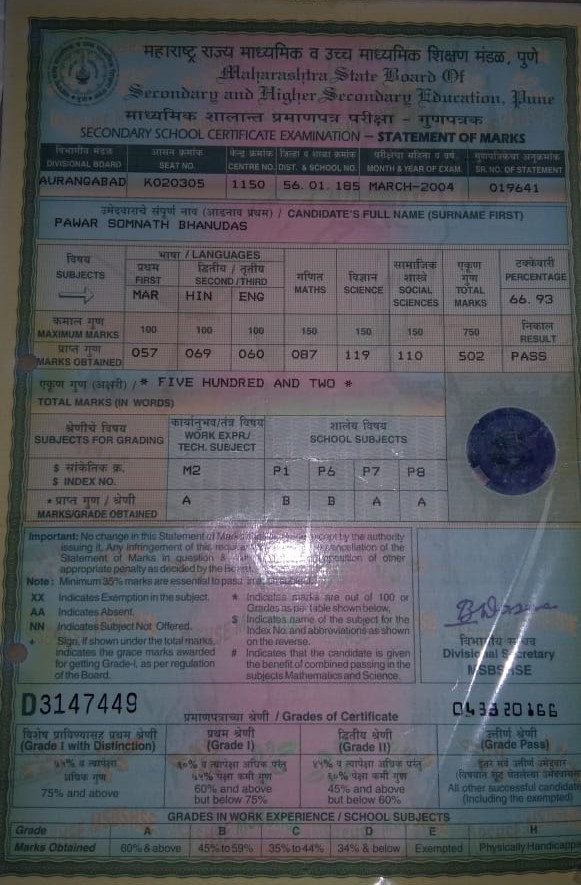 महाराष्ट्र राज्य माध्यमिक व उच्च माध्यमिक शिक्षण मंडळ, पुणे
Maharashtra State Board Of
Secondary and Higher Secondary Education, Pune
माध्यमिक शालान्त प्रमाणपत्र परीक्षा - गुणपत्रक
SECONDARY SCHOOL CERTIFICATE EXAMINATION – STATEMENT OF MARKS
विभागीय मंडळ आसन क्रमांक केन्द्र क्रमांक जिल्हा व शाळा क्रमांक परीक्षेचा महिना व वर्ष गुणपत्रिकेचा अनुक्रमांक
DIVISIONAL BOARD SEAT NO. CENTRE NO. DIST. & SCHOOL NO. MONTH & YEAR OF EXAM. SR. NO. OF STATEMENT
AURANGABAD K020305 1150 56. 01. 185 MARCH-2004 019641
उमेदवाराचे संपूर्ण नाव (आडनाव प्रथम) / CANDIDATE'S FULL NAME (SURNAME FIRST)
PAWAR SOMNATH BHANUDAS
विषय
SUBJECTS
भाषा / LANGUAGES
प्रथम द्वितीय / तृतीय
FIRST SECOND / THIRD
MAR HIN ENG
गणित
MATHS
विज्ञान
SCIENCE
सामाजिक
शास्त्रे
SOCIAL
SCIENCES
एकूण
गुण
TOTAL
MARKS
टक्केवारी
PERCENTAGE
66. 93
कमाल गुण
MAXIMUM MARKS 100 100 100 150 150 150 750
निकाल
RESULT
प्राप्त गुण
MARKS OBTAINED 057 069 060 087 119 110 502 PASS
एकूण गुण (अक्षरी) / * FIVE HUNDRED AND TWO *
TOTAL MARKS (IN WORDS)
श्रेणीचे विषय
SUBJECTS FOR GRADING
कार्यानुभव/तंत्र विषय
WORK EXPR./
TECH. SUBJECT
शालेय विषय
SCHOOL SUBJECTS
$ सांकेतिक क्र.
$ INDEX NO. M2 P1 P6 P7 P8
* प्राप्त गुण / श्रेणी
MARKS/GRADE OBTAINED A B B A A
Important: No change in this Statement of Marks except by the authority
issuing it. Any infringement of this cancellation of the
Statement of Marks in question & imposition of other
appropriate penalty as decided by the Board.
Note : Minimum 35% marks are essential to pass in
XX Indicates Exemption in the subject.
AA Indicates Absent.
NN Indicates Subject Not Offered.
* Sign, if shown under the total marks
indicates the grace marks awarded
for getting Grade-I, as per regulation
of the Board.
* Indicates marks are out of 100 or
Grades as per table shown below,
$ Indicates name of the subject for the
Index No. and abbreviations as shown
on the reverse.
# Indicates that the candidate is given
the benefit of combined passing in the
subjects Mathematics and Science.
विभागीय सचिव
Divisional Secretary
MSBSHSE
D3147449
प्रमाणपत्राच्या श्रेणी / Grades of Certificate
विशेष प्राविण्यासह प्रथम श्रेणी
(Grade I with Distinction)
७५% व त्यापेक्षा
अधिक गुण
75% and above
प्रथम श्रेणी
(Grade I)
६०% व त्यापेक्षा अधिक परंतु
७५% पेक्षा कमी गुण
60% and above
but below 75%
द्वितीय श्रेणी
(Grade II)
४५% व त्यापेक्षा अधिक परंतु
६०% पेक्षा कमी गुण
45% and above
but below 60%
उत्तीर्ण श्रेणी
(Grade Pass)
इतर सर्व उत्तीर्ण उमेदवार
All other successful candidate
(Including the exempted)
GRADES IN WORK EXPERIENCE / SCHOOL SUBJECTS
Grade A B C D E H
Marks Obtained 60% & above 45% to 59% 35% to 44% 34% & below Exempted Physically Handicappe